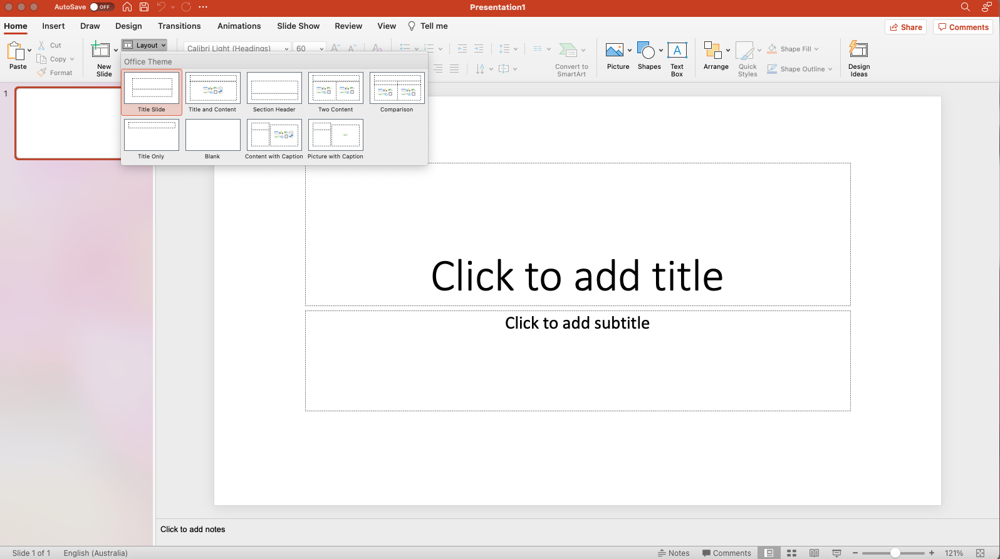 AutoSave OFF Presentation1
Home Insert Draw Design Transitions Animations Slide Show Review View Tell me Share Comments
Paste
Cut
Copy
Format
New
Slide
Layout
Calibri Light (Headings) 60
Convert to
SmartArt
Picture
Shapes
Text
Box
Arrange
Quick
Styles
Shape Fill
Shape Outline
Design
Ideas
Office Theme
Title Slide Title and Content Section Header Two Content Comparison
Title Only Blank Content with Caption Picture with Caption
1
Click to add title
Click to add subtitle
Click to add notes
Slide 1 of 1 English (Australia) Notes Comments 121%